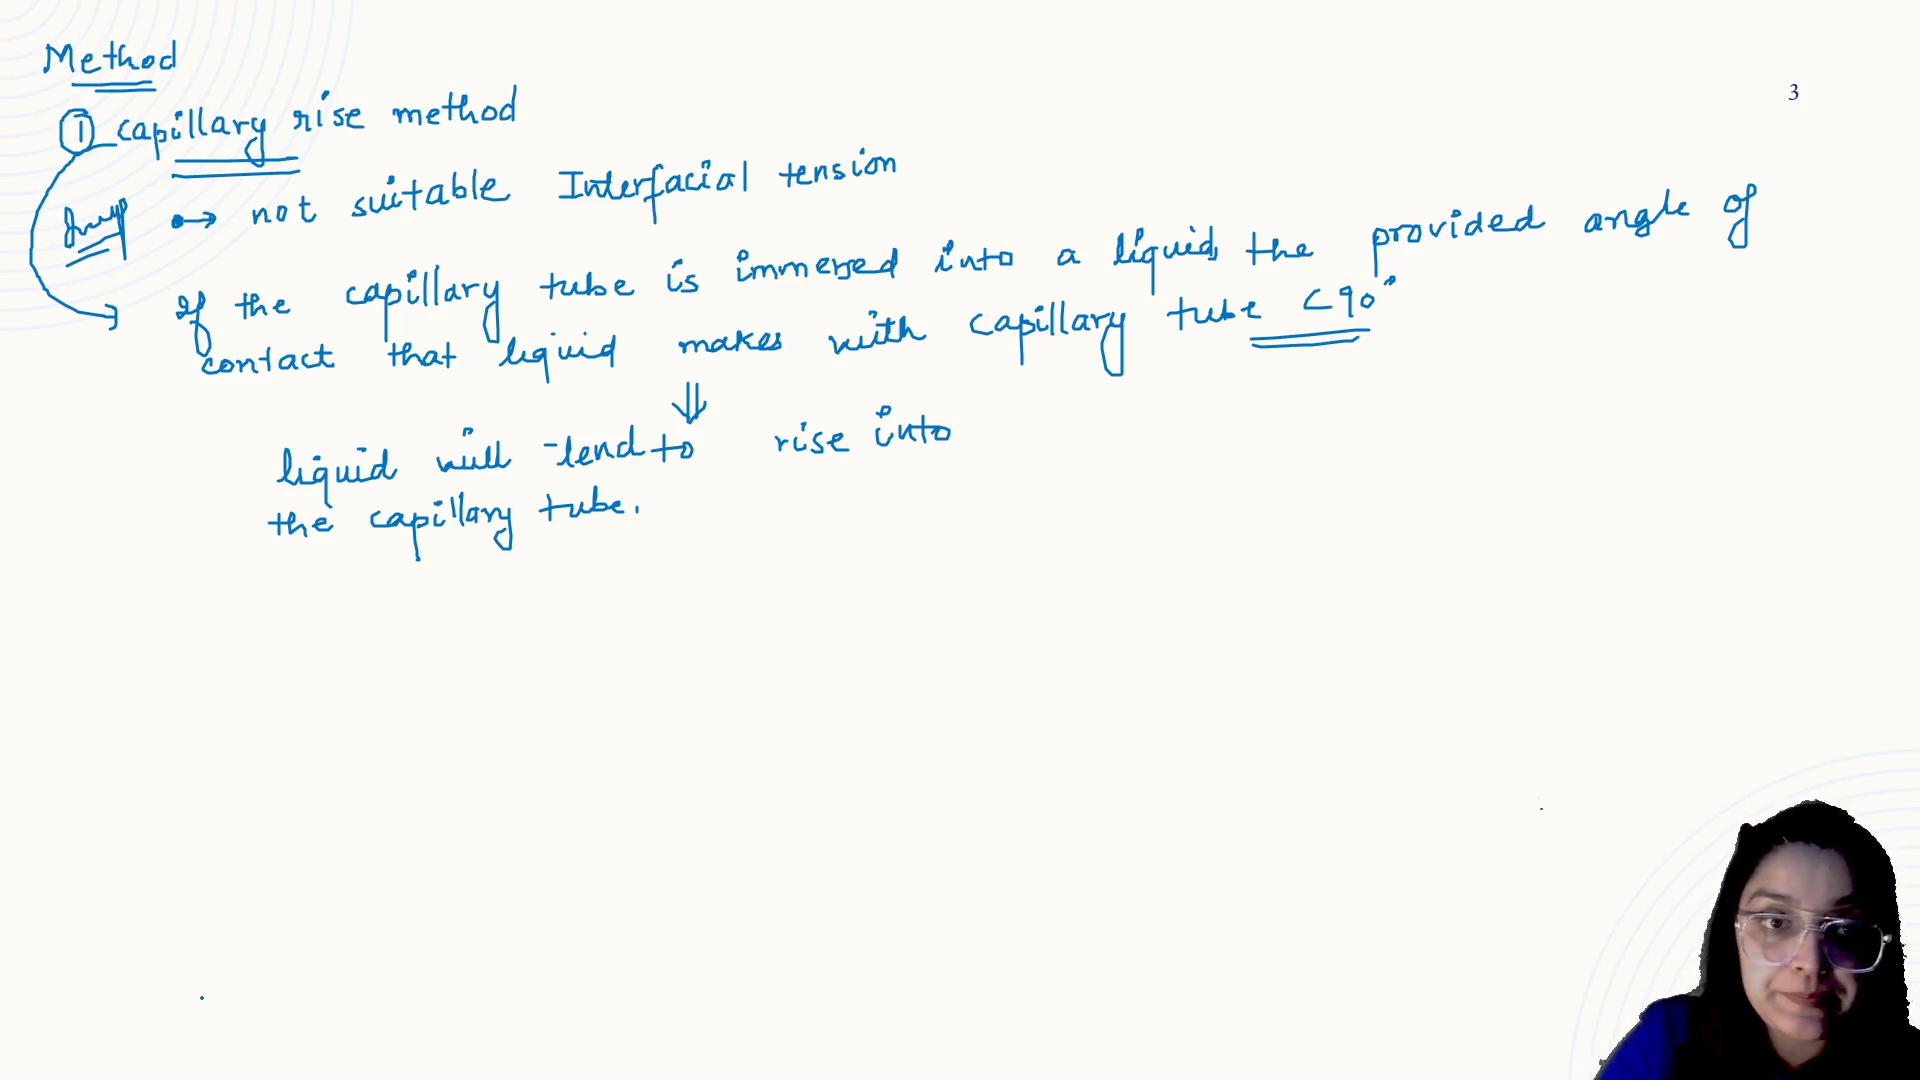 Method
3
① capillary rise method
Imp → not suitable Interfacial tension
If the capillary tube is immersed into a liquid, the provided angle of
contact that liquid makes with capillary tube <90°
⇓
liquid will tend to rise into
the capillary tube.